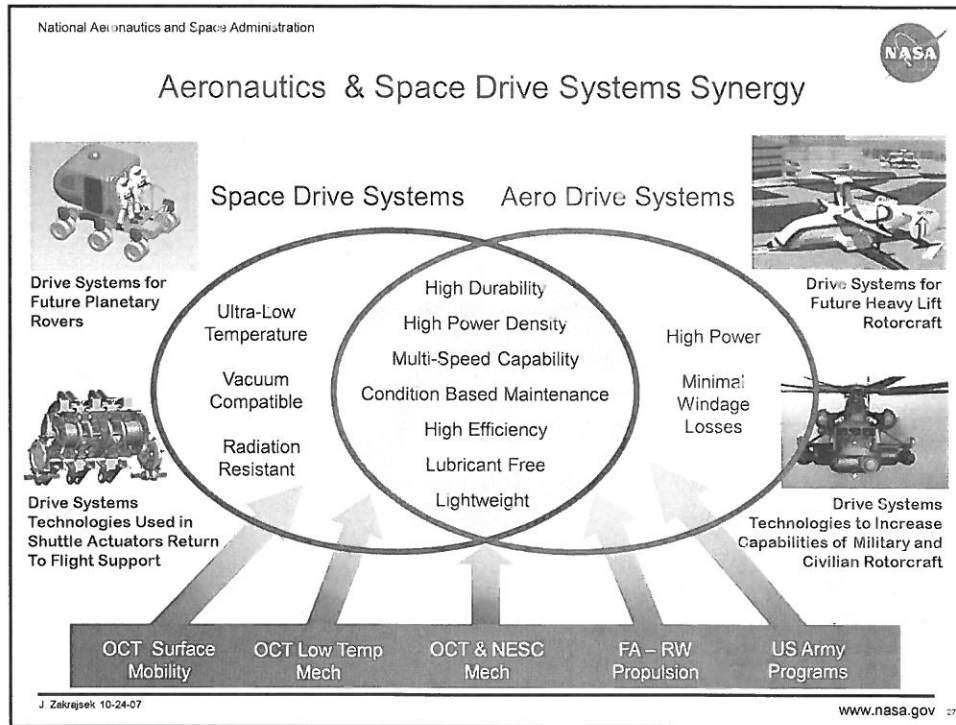 National Aeronautics and Space Administration
NASA
Aeronautics & Space Drive Systems Synergy
Space Drive Systems
Aero Drive Systems
Drive Systems for
Future Planetary
Rovers
Drive Systems
Technologies Used in
Shuttle Actuators Return
To Flight Support
Ultra-Low
Temperature
Vacuum
Compatible
Radiation
Resistant
High Durability
High Power Density
Multi-Speed Capability
Condition Based Maintenance
High Efficiency
Lubricant Free
Lightweight
High Power
Minimal
Windage
Losses
Drive Systems for
Future Heavy Lift
Rotorcraft
Drive Systems
Technologies to Increase
Capabilities of Military and
Civilian Rotorcraft
OCT Surface
Mobility
OCT Low Temp
Mech
OCT & NESC
Mech
FA – RW
Propulsion
US Army
Programs
J. Zakrajsek 10-24-07
www.nasa.gov
27